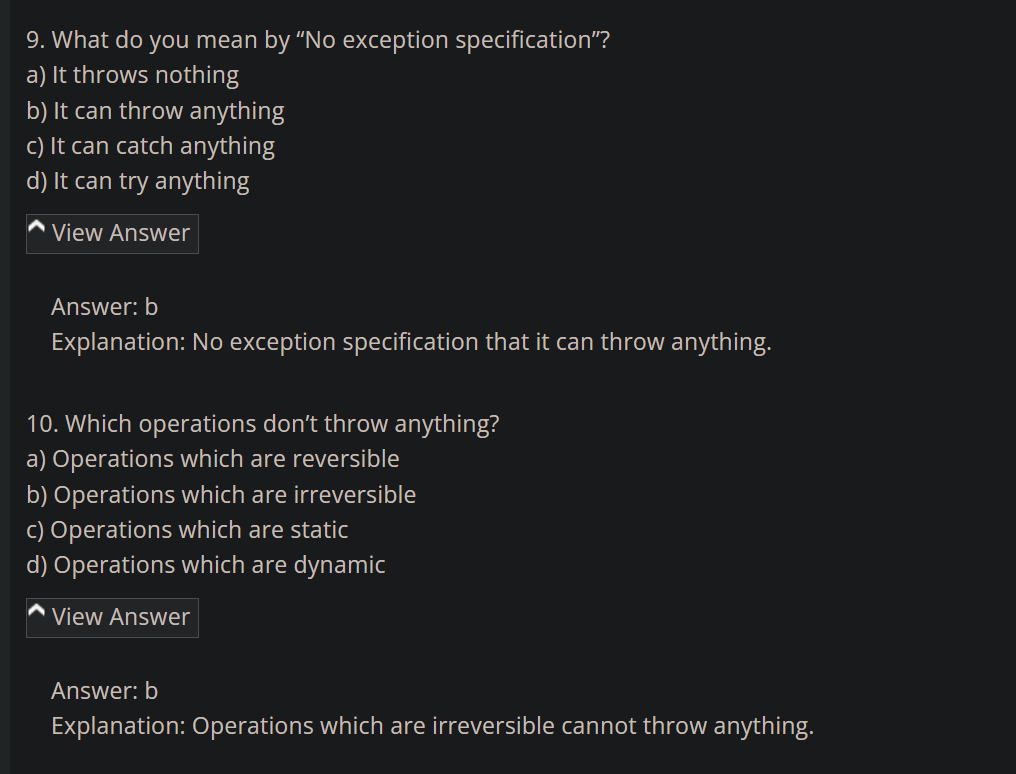 9. What do you mean by “No exception specification”?
a) It throws nothing
b) It can throw anything
c) It can catch anything
d) It can try anything
View Answer
Answer: b
Explanation: No exception specification that it can throw anything.
10. Which operations don’t throw anything?
a) Operations which are reversible
b) Operations which are irreversible
c) Operations which are static
d) Operations which are dynamic
View Answer
Answer: b
Explanation: Operations which are irreversible cannot throw anything.